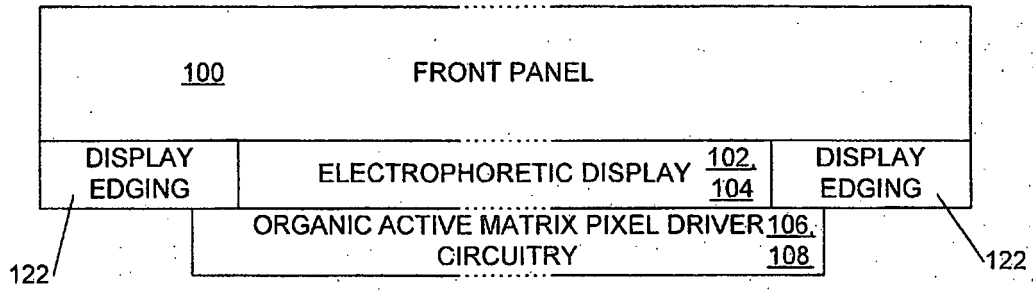 100 FRONT PANEL
DISPLAY EDGING
ELECTROPHORETIC DISPLAY 102, 104
DISPLAY EDGING
ORGANIC ACTIVE MATRIX PIXEL DRIVER 106,
CIRCUITRY 108
122
122